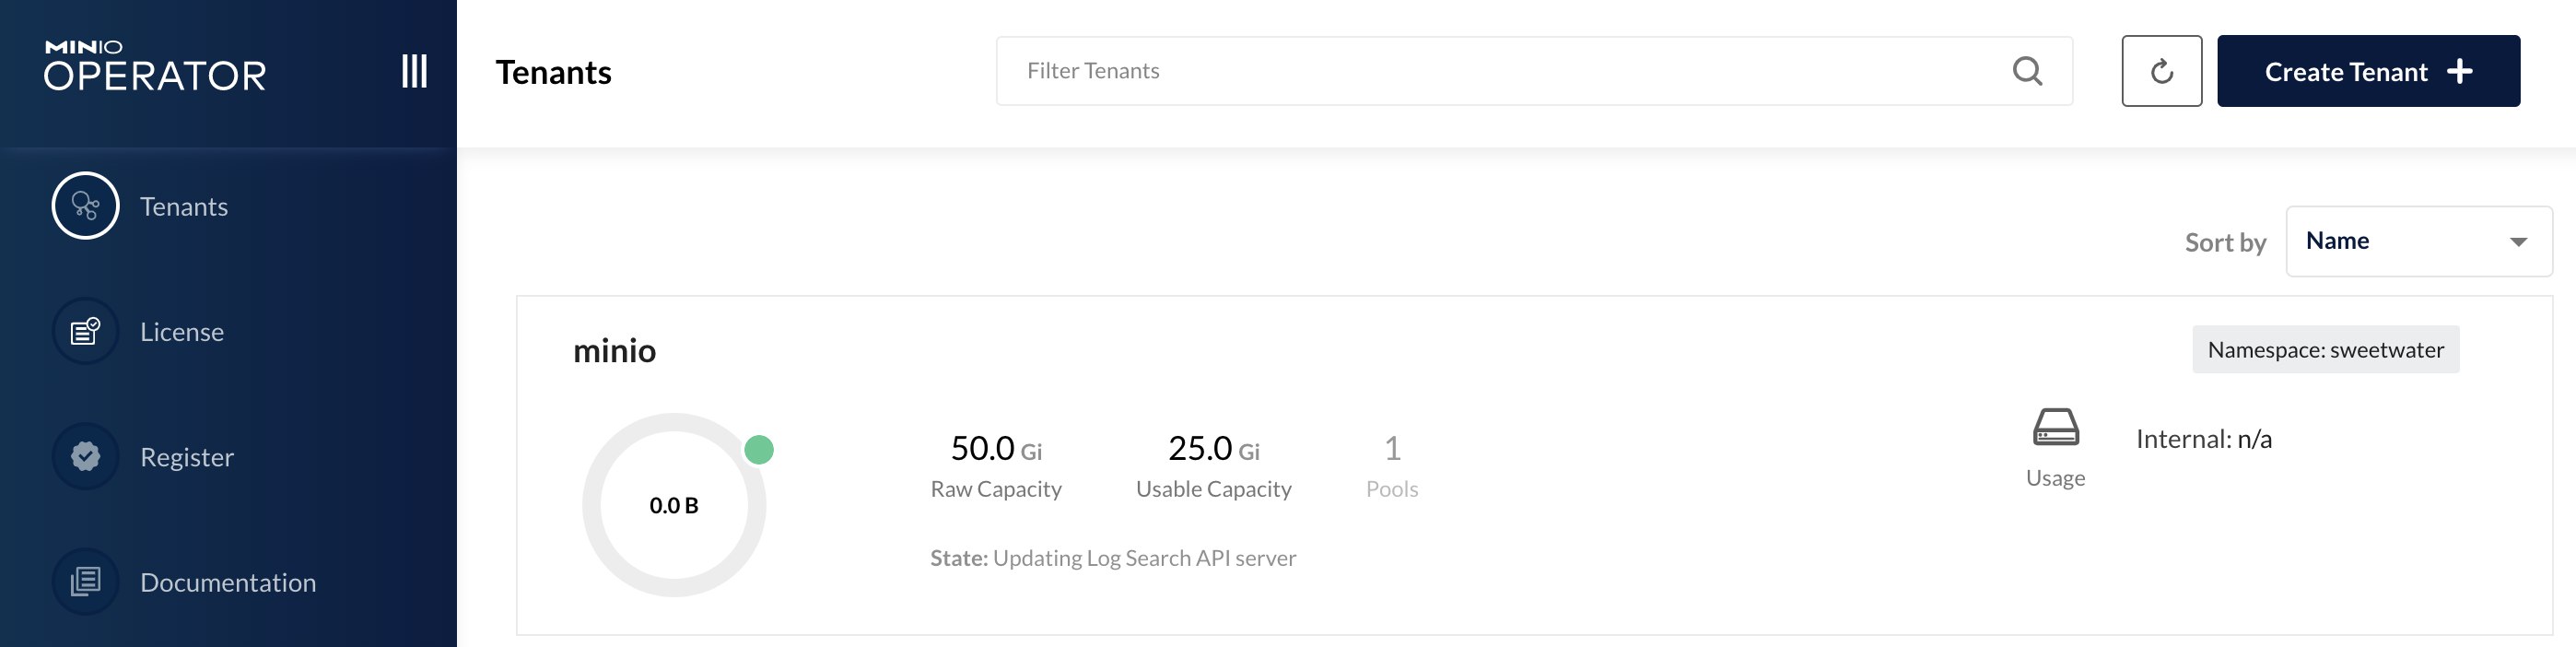 MINIO
OPERATOR
Tenants
License
Register
Documentation
Tenants
Filter Tenants
Create Tenant
Sort by
Name
minio
Namespace: sweetwater
0.0 B
50.0 Gi
Raw Capacity
25.0 Gi
Usable Capacity
1
Pools
Usage
Internal: n/a
State: Updating Log Search API server